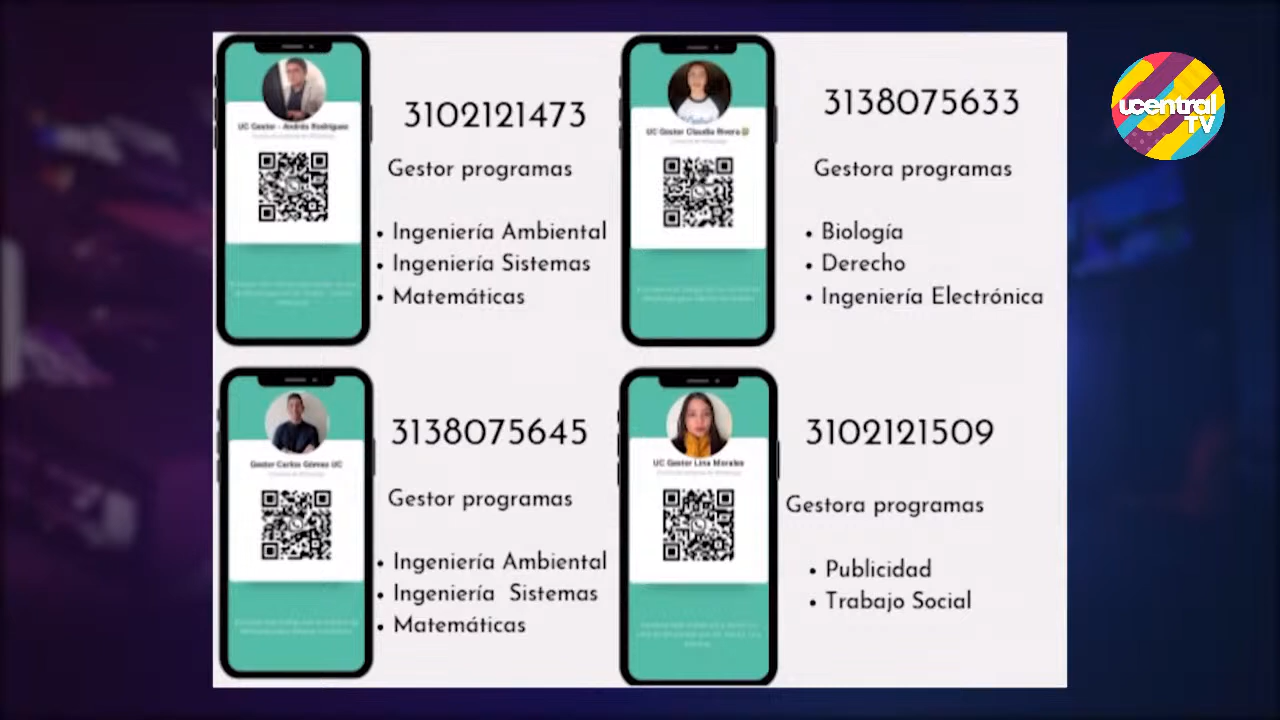 UC Gestor - Andrés Rodríguez
3102121473
Gestor programas
• Ingeniería Ambiental
• Ingeniería Sistemas
• Matemáticas
UC Gestor Claudia Rivera
3138075633
Gestora programas
• Biología
• Derecho
• Ingeniería Electrónica
ucentral
TV
Gestor Carlos Gómez UC
3138075645
Gestor programas
• Ingeniería Ambiental
• Ingeniería Sistemas
• Matemáticas
UC Gestor Lina Morales
3102121509
Gestora programas
• Publicidad
• Trabajo Social